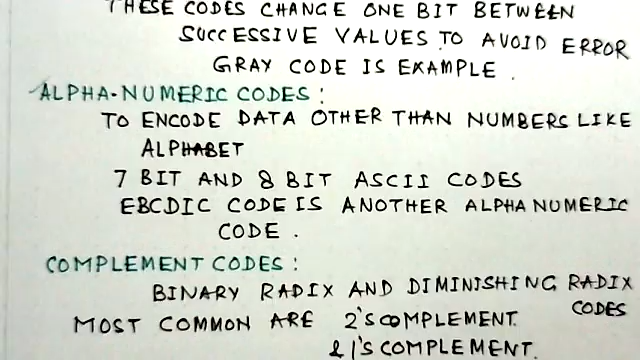 THESE CODES CHANGE ONE BIT BETWEEN
SUCCESSIVE VALUES TO AVOID ERROR
GRAY CODE IS EXAMPLE.
ALPHA-NUMERIC CODES:
TO ENCODE DATA OTHER THAN NUMBERS LIKE
ALPHABET
7 BIT AND 8 BIT ASCII CODES
EBCDIC CODE IS ANOTHER ALPHANUMERIC
CODE.
COMPLEMENT CODES:
BINARY RADIX AND DIMINISHING RADIX
CODES
MOST COMMON ARE 2'S COMPLEMENT.
& 1'S COMPLEMENT.